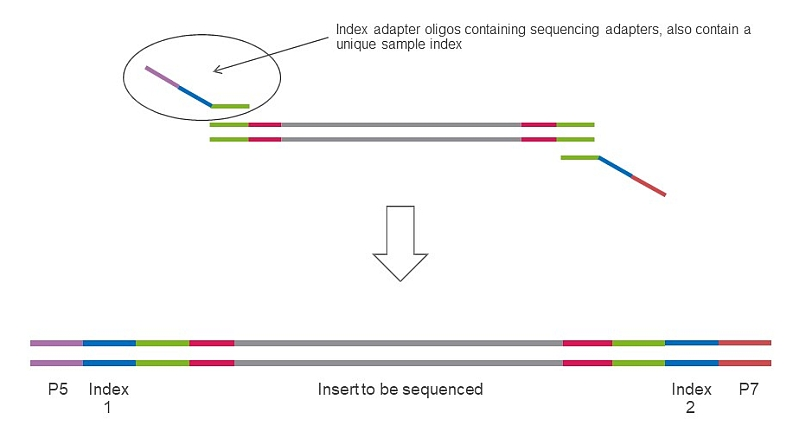 Index adapter oligos containing sequencing adapters, also contain a
unique sample index
P5 Index Insert to be sequenced Index P7
1 2